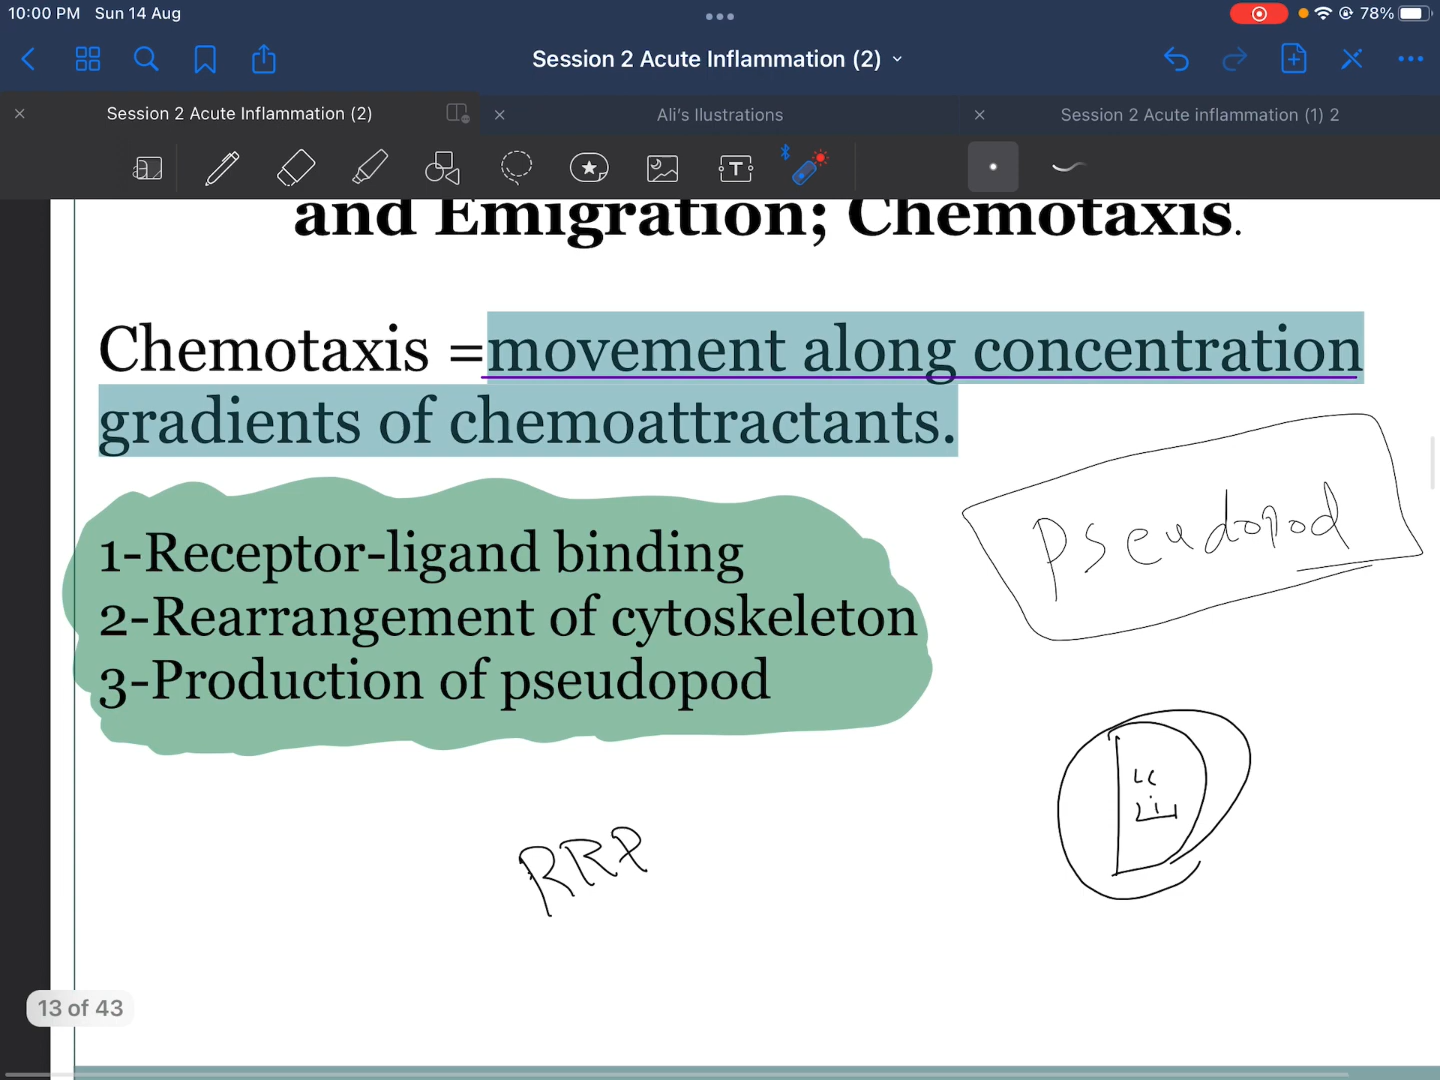 10:00 PM Sun 14 Aug
78%
Session 2 Acute Inflammation (2)
Session 2 Acute Inflammation (2)
Ali's Ilustrations
Session 2 Acute inflammation (1) 2
and Emigration; Chemotaxis.
Chemotaxis =movement along concentration
gradients of chemoattractants.
Pseudopod
1-Receptor-ligand binding
2-Rearrangement of cytoskeleton
3-Production of pseudopod
RRP
13 of 43